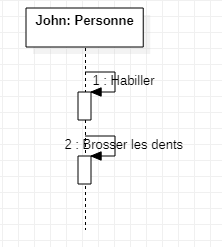 John: Personne
1 : Habiller
2 : Brosser les dents